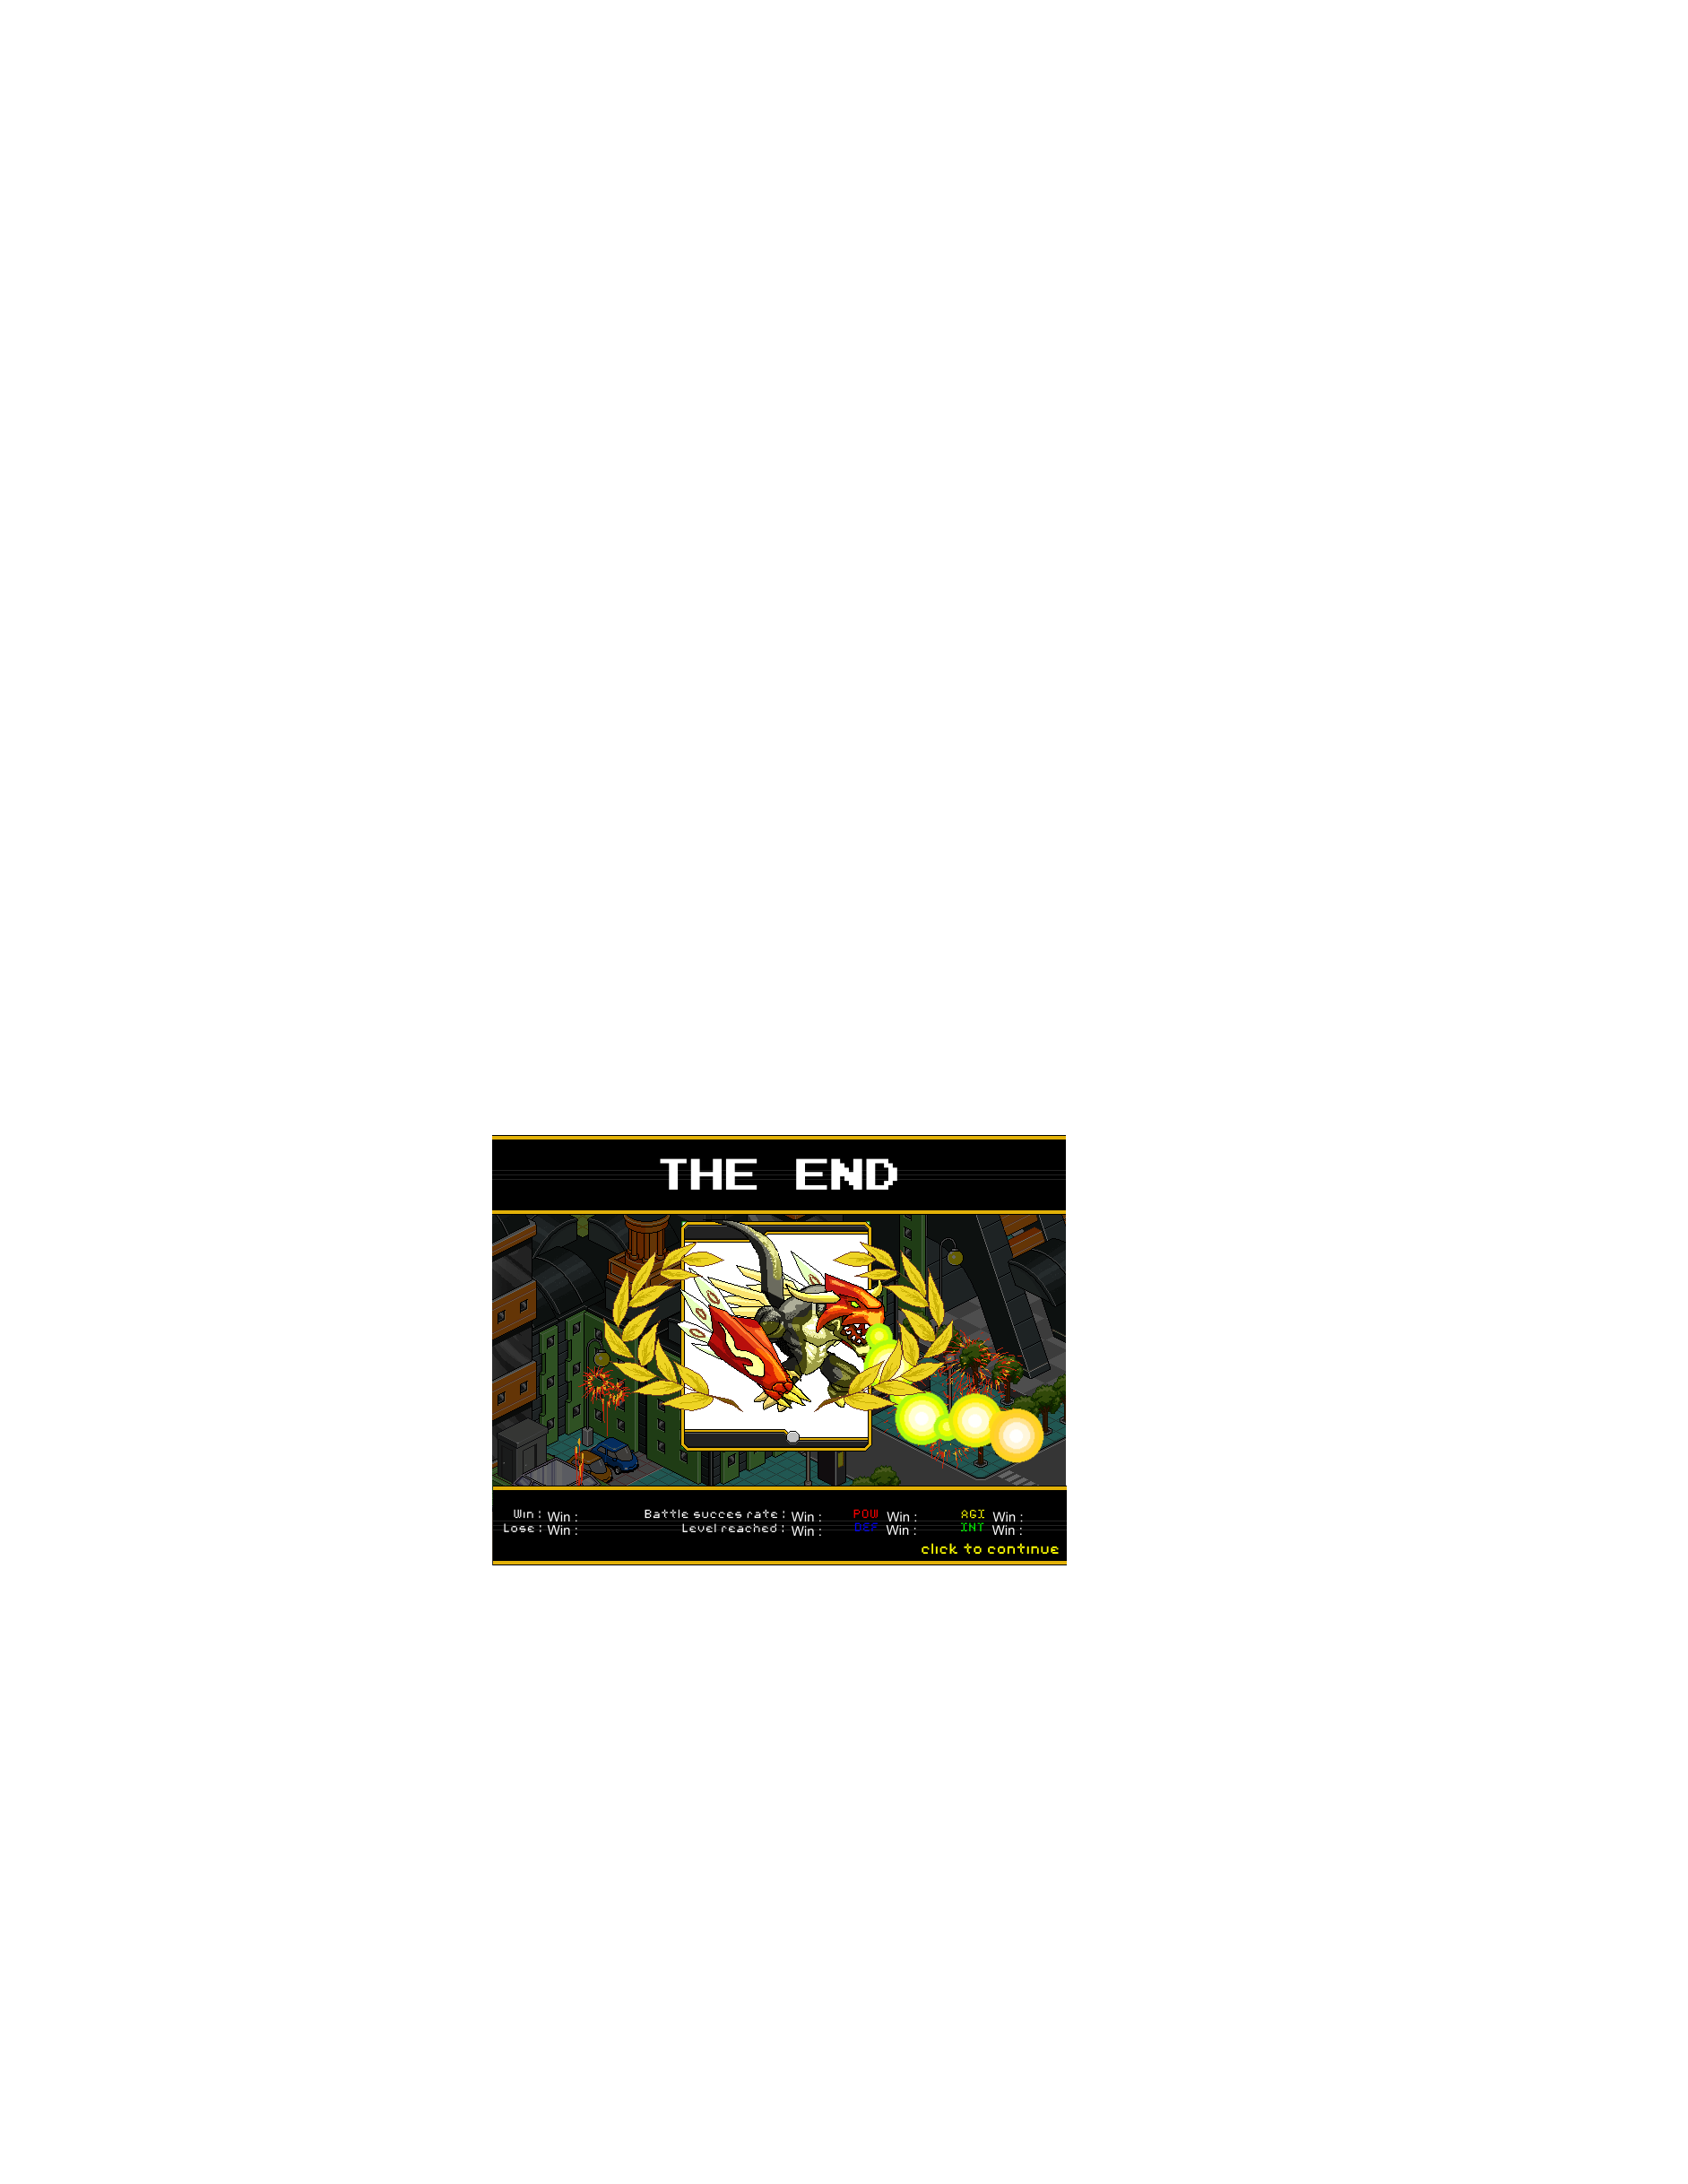 THE END
Win : Win : Battle succes rate : Win : POW Win : AGI Win :
Lose : Win : Level reached : Win : DEF Win : INT Win :
click to continue